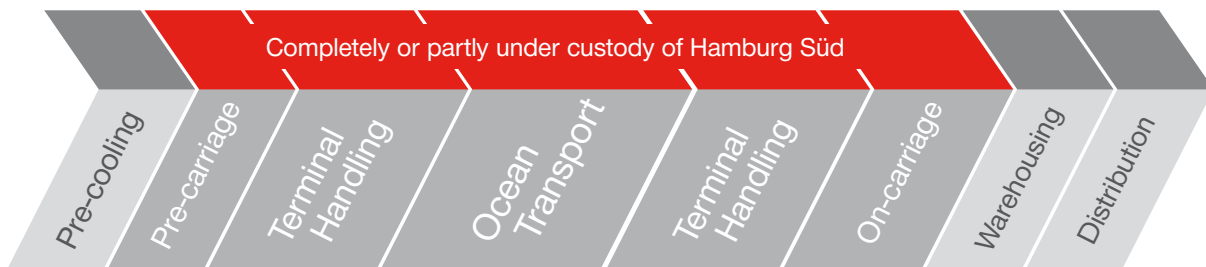 Completely or partly under custody of Hamburg Süd
Pre-cooling
Pre-carriage
Terminal
Handling
Ocean
Transport
Terminal
Handling
On-carriage
Warehousing
Distribution